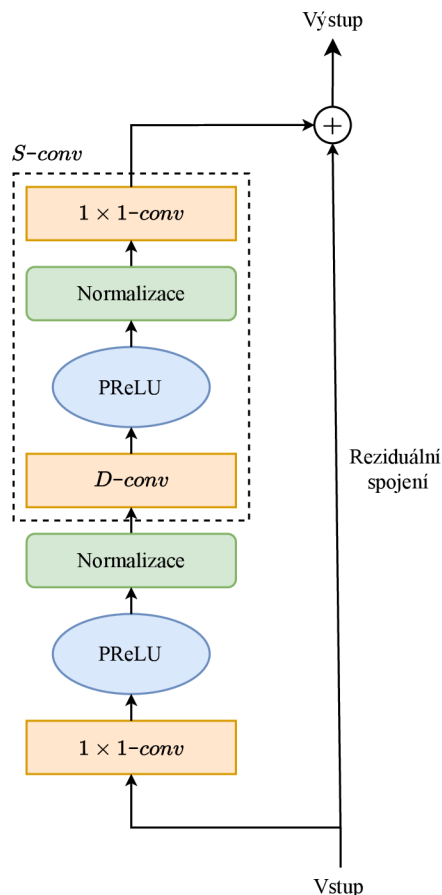 Výstup
+
S-conv
1 × 1-conv
Normalizace
PReLU
D-conv
Reziduální
spojení
Normalizace
PReLU
1 × 1-conv
Vstup